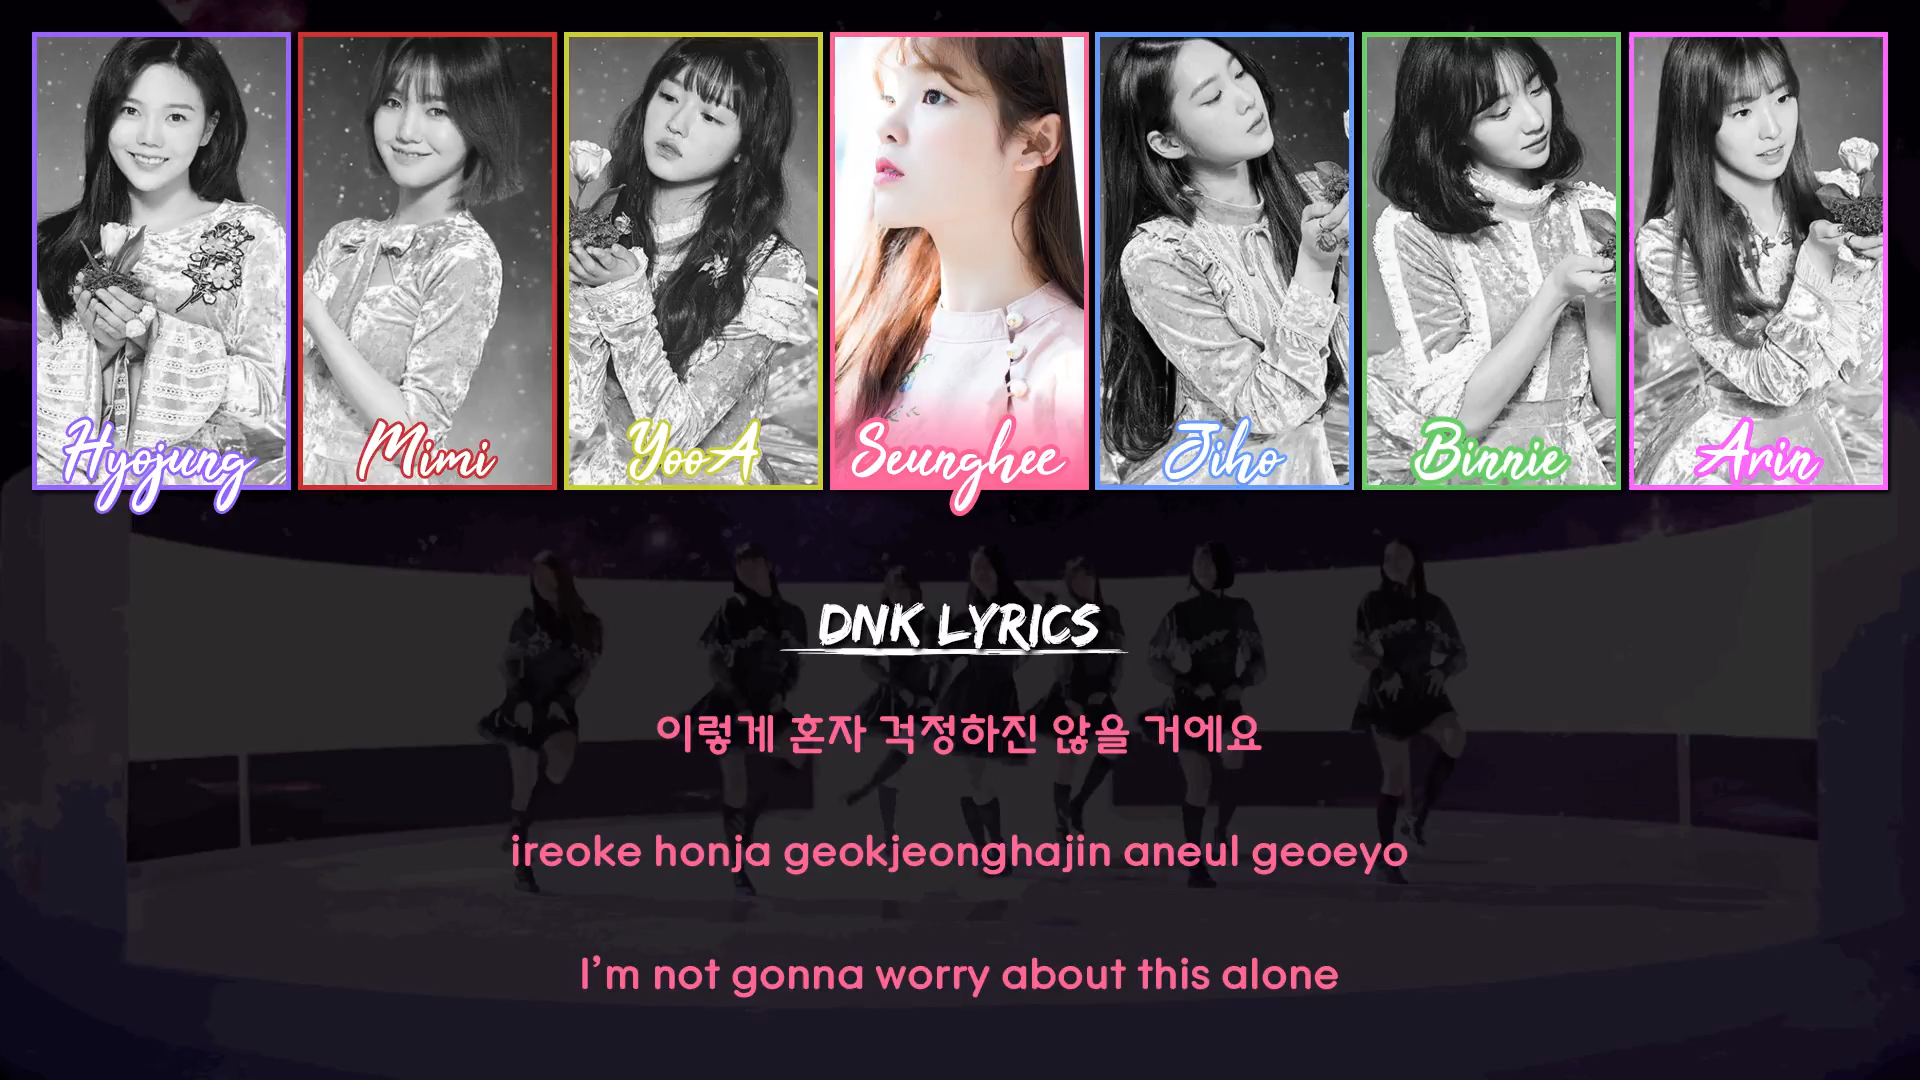 Hyojung
Mimi
YooA
Seunghee
Jiho
Binnie
Arin
DNK LYRICS
이렇게 혼자 걱정하진 않을 거에요
ireoke honja geokjeonghajin aneul geoeyo
I'm not gonna worry about this alone